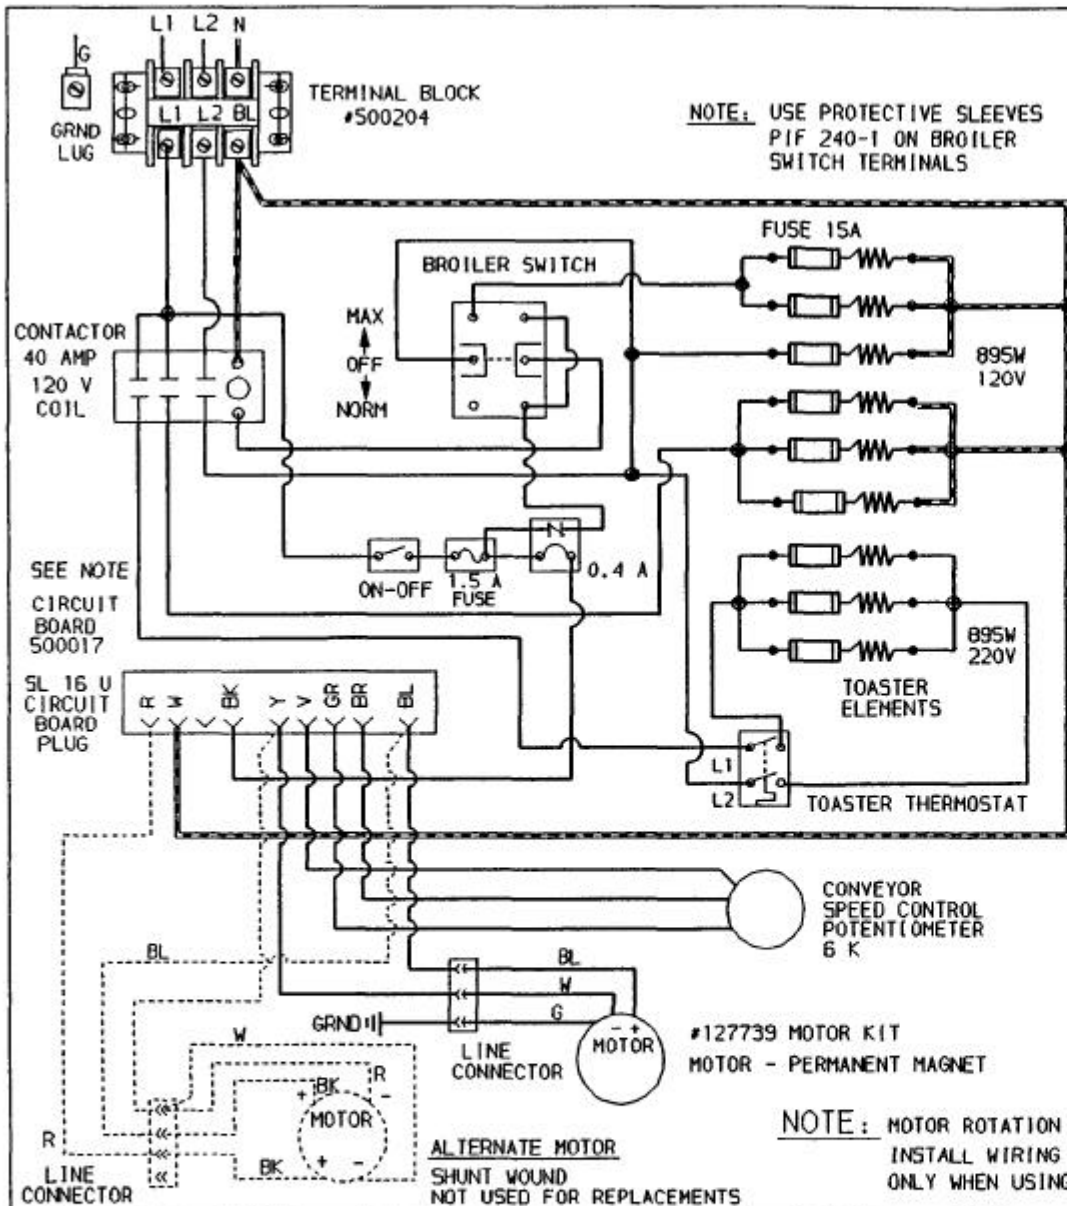 L1 L2 N
G
GRND
LUG
L1 L2 BL
TERMINAL BLOCK
#500204
NOTE: USE PROTECTIVE SLEEVES
PIF 240-1 ON BROILER
SWITCH TERMINALS
FUSE 15A
BROILER SWITCH
CONTACTOR
40 AMP
120 V
COIL
MAX
OFF
NORM
895W
120V
SEE NOTE
CIRCUIT
BOARD
500017
ON-OFF
1.5 A
FUSE
0.4 A
895W
220V
SL 16 U
CIRCUIT
BOARD
PLUG
R W BK Y V GR BR BL
TOASTER
ELEMENTS
L1
L2
TOASTER THERMOSTAT
CONVEYOR
SPEED CONTROL
POTENTIOMETER
6 K
BL
BL
W
G
GRND
LINE
CONNECTOR
- +
MOTOR
#127739 MOTOR KIT
MOTOR - PERMANENT MAGNET
W
R
BK
+ -
MOTOR
+ -
BK
R
LINE
CONNECTOR
ALTERNATE MOTOR
SHUNT WOUND
NOT USED FOR REPLACEMENTS
NOTE: MOTOR ROTATION
INSTALL WIRING
ONLY WHEN USING